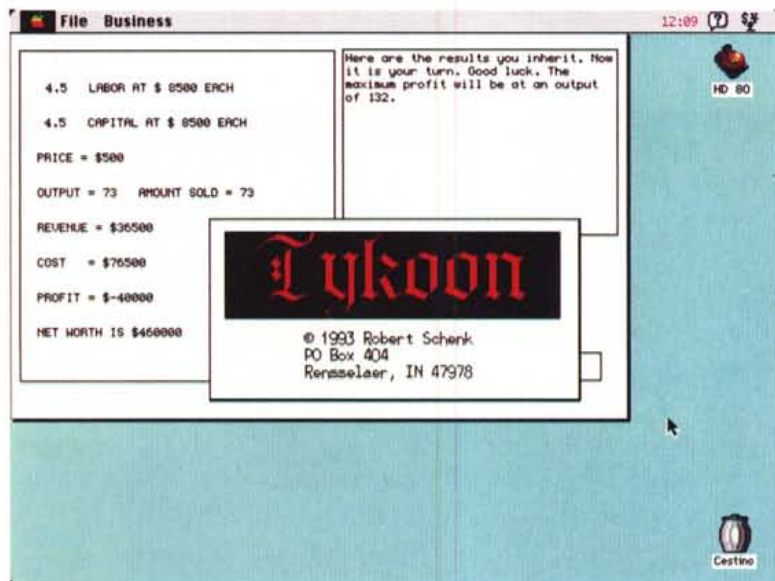 File Business 12:09
HD 80
4.5 LABOR AT $ 8500 EACH
4.5 CAPITAL AT $ 8500 EACH
PRICE = $500
OUTPUT = 73 AMOUNT SOLD = 73
REVENUE = $36500
COST = $76500
PROFIT = $-40000
NET WORTH IS $460000
Here are the results you inherit. Now
it is your turn. Good luck. The
maximum profit will be at an output
of 132.
Tykoon
© 1993 Robert Schenk
PO Box 404
Rensselaer, IN 47978
Cestino